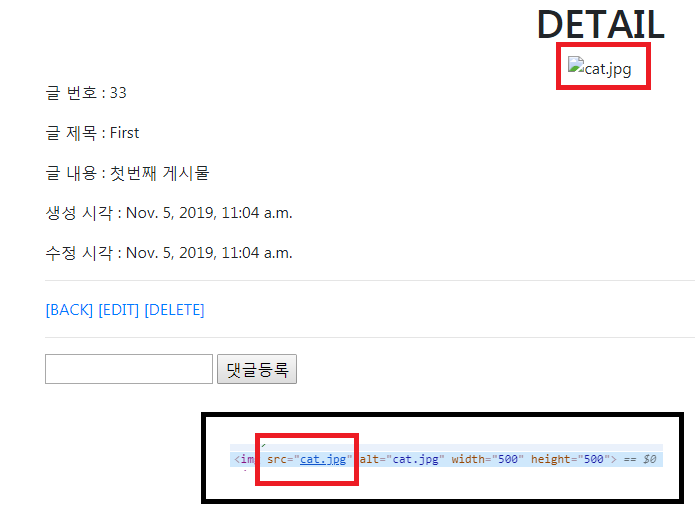 DETAIL
cat.jpg
글 번호 : 33
글 제목 : First
글 내용 : 첫번째 게시물
생성 시각 : Nov. 5, 2019, 11:04 a.m.
수정 시각 : Nov. 5, 2019, 11:04 a.m.
[BACK] [EDIT] [DELETE]
댓글등록
<im src="cat.jpg" alt="cat.jpg" width="500" height="500"> == $0